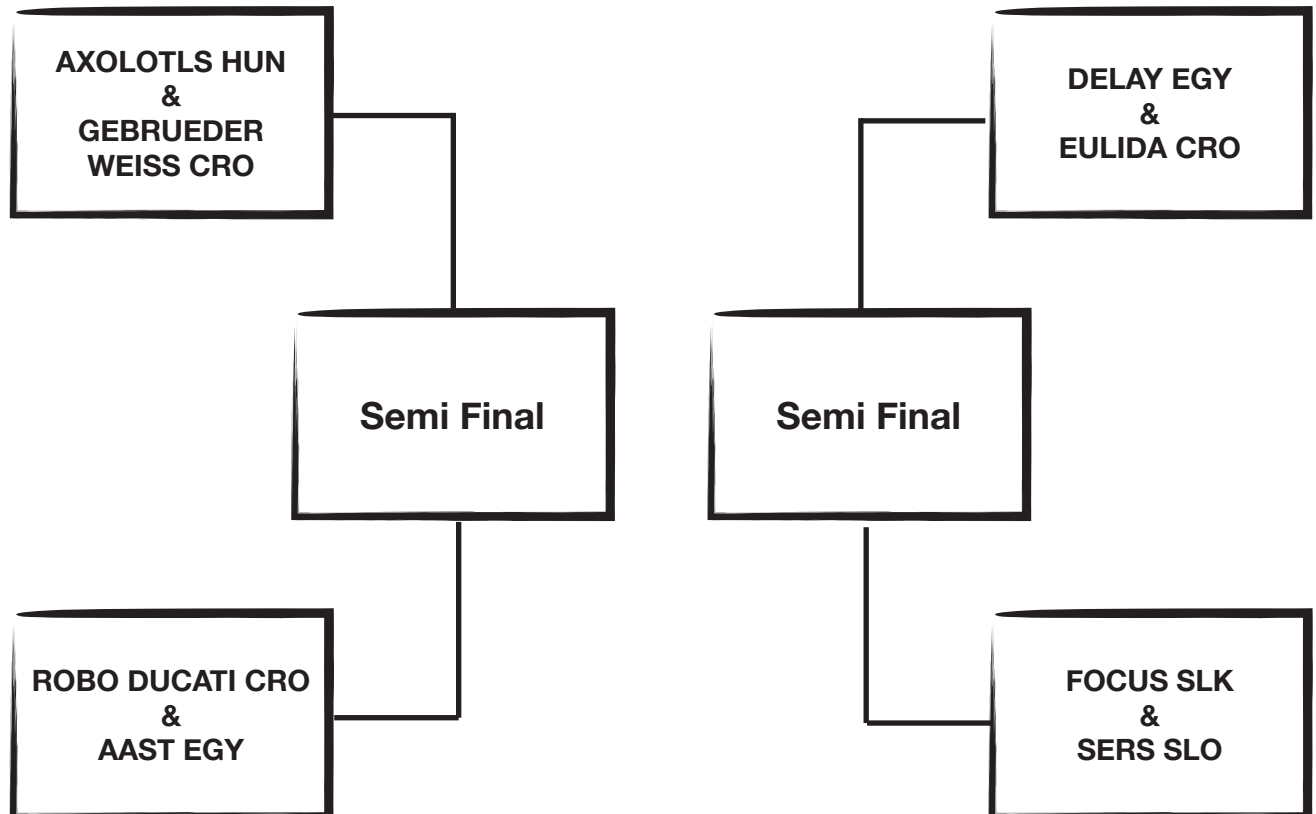 AXOLOTLS HUN
&
GEBRUEDER
WEISS CRO
DELAY EGY
&
EULIDA CRO
Semi Final
Semi Final
ROBO DUCATI CRO
&
AAST EGY
FOCUS SLK
&
SERS SLO